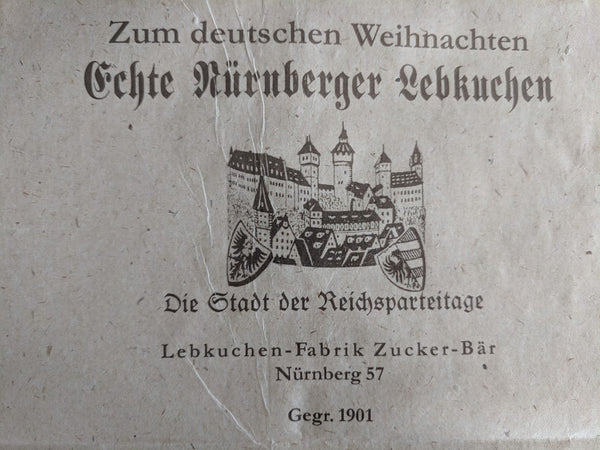 Zum deutschen Weihnachten
Echte Nürnberger Lebkuchen
Die Stadt der Reichsparteitage
Lebkuchen-Fabrik Zucker-Bär
Nürnberg 57
Gegr. 1901